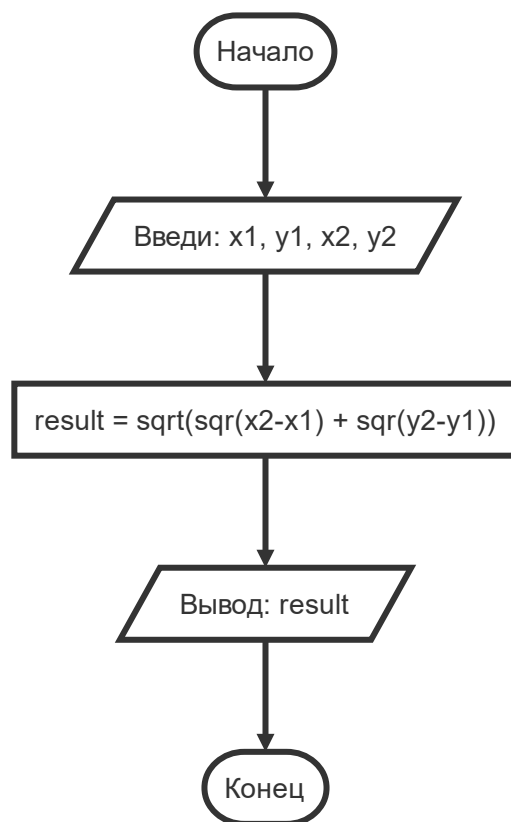 Начало
Введи: x1, y1, x2, y2
result = sqrt(sqr(x2-x1) + sqr(y2-y1))
Вывод: result
Конец